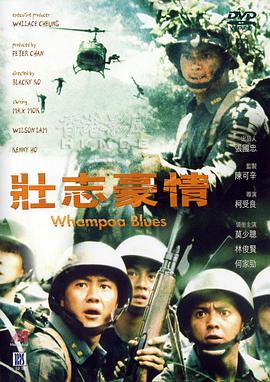 executive producer
WALLACE CHEUNG
DVD
VIDEO
produced by
PETER CHAN
directed by
BLACKY KO
starring
MAX MOK
WILSON LAM
KENNY HO
出品人
張國忠
監製
陳可辛
導演
柯受良
領銜主演
莫少聰
林俊賢
何家勁
壯志豪情
Whampoa Blues